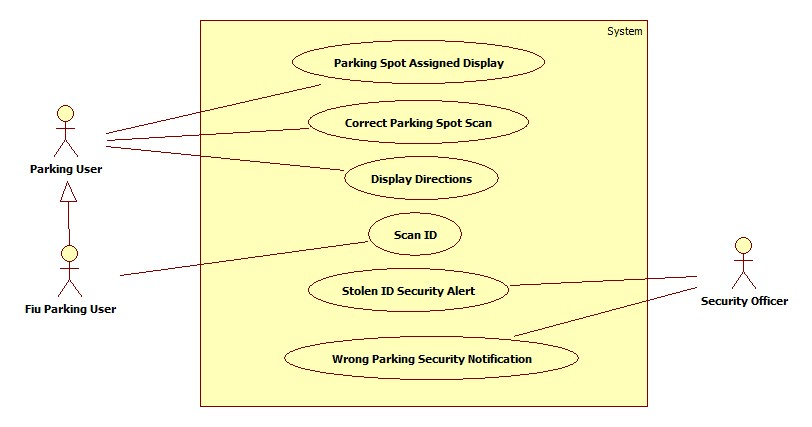 System
Parking Spot Assigned Display
Correct Parking Spot Scan
Parking User
Display Directions
Scan ID
Stolen ID Security Alert
Fiu Parking User
Security Officer
Wrong Parking Security Notification